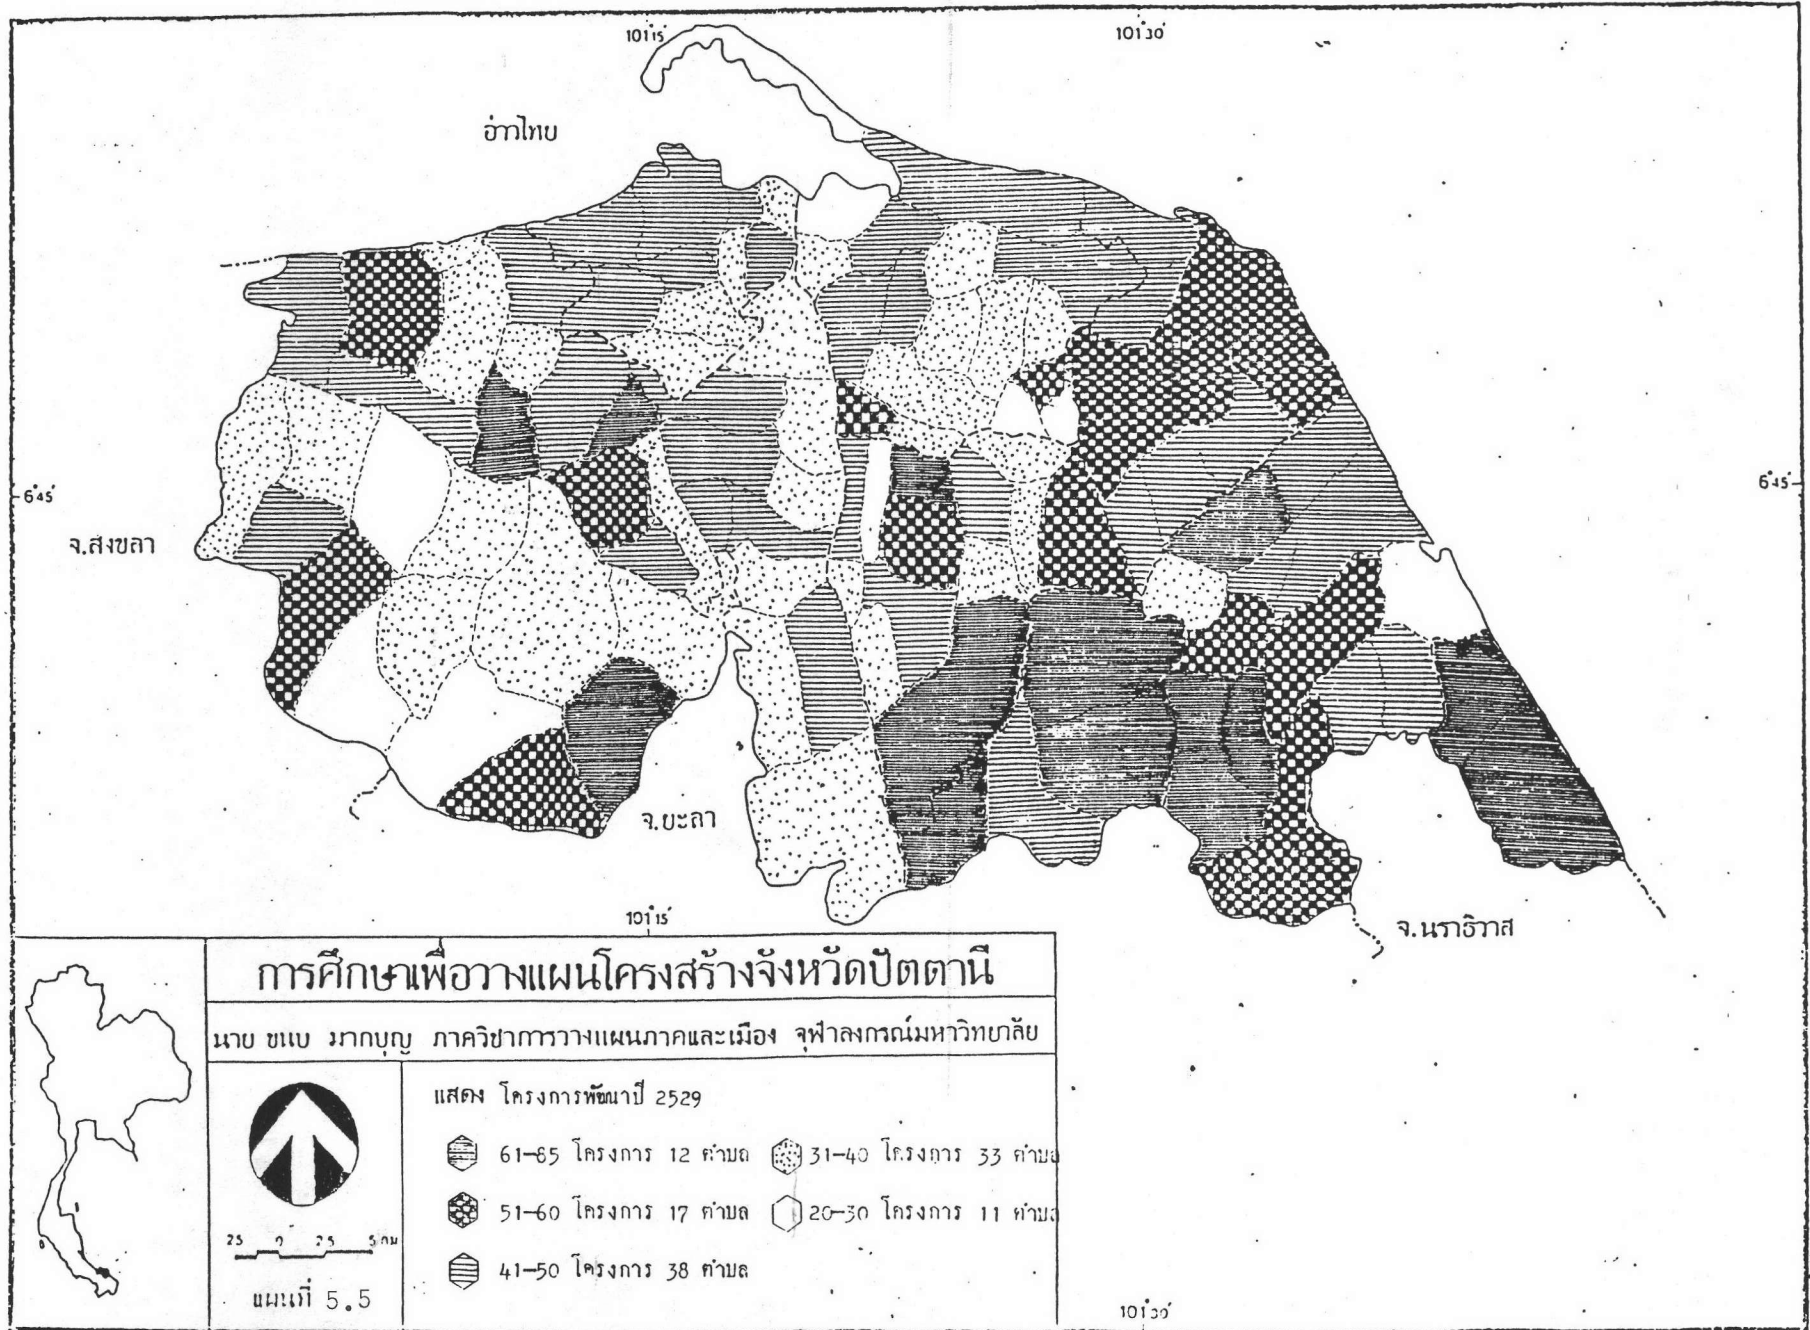 101°15′ 101°30′
อ่าวไทย
6°45′ 6°45′
จ.สงขลา
จ.ยะลา
จ.นราธิวาส
101°15′
การศึกษาเพื่อวางแผนโครงสร้างจังหวัดปัตตานี
นาย ขนบ มากบุญ ภาควิชาการวางแผนภาคและเมือง จุฬาลงกรณ์มหาวิทยาลัย
แสดง โครงการพัฒนาปี 2529
61-85 โครงการ 12 ตำบล 31-40 โครงการ 33 ตำบล
51-60 โครงการ 17 ตำบล 20-30 โครงการ 11 ตำบล
41-50 โครงการ 38 ตำบล
25 0 25 5 กม
แผนที่ 5.5
101°30′